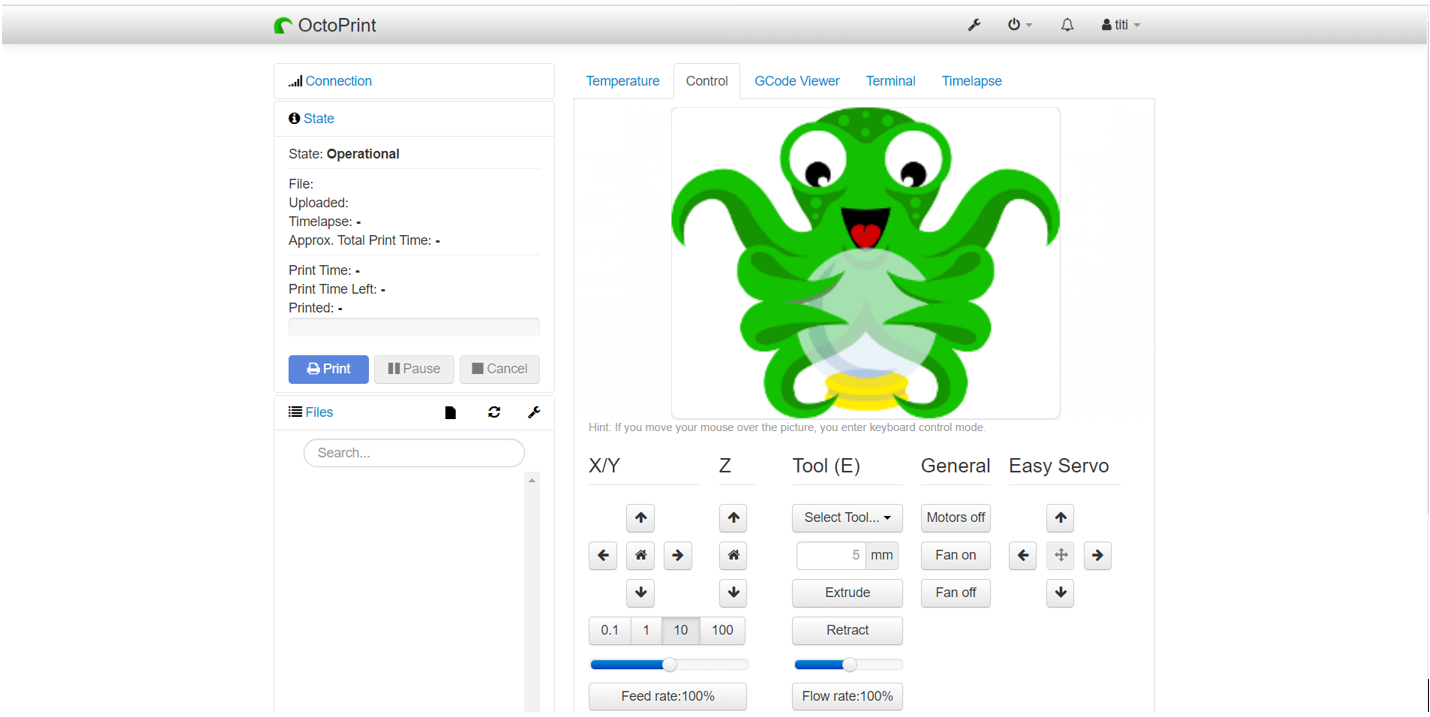 OctoPrint
titi
Connection
State
State: Operational
File:
Uploaded:
Timelapse: -
Approx. Total Print Time: -
Print Time: -
Print Time Left: -
Printed: -
Print Pause Cancel
Files
Search...
Temperature Control GCode Viewer Terminal Timelapse
Hint: If you move your mouse over the picture, you enter keyboard control mode.
X/Y Z Tool (E) General Easy Servo
Select Tool... Motors off
5 mm Fan on
Extrude Fan off
0.1 1 10 100 Retract
Feed rate:100% Flow rate:100%